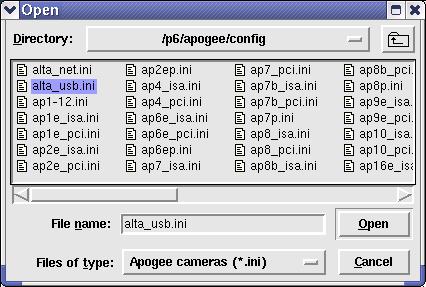 Open
Directory: /p6/apogee/config
alta_net.ini ap2ep.ini ap7_pci.ini ap8b_pci.
alta_usb.ini ap4_isa.ini ap7b_isa.ini ap8p.ini
ap1-12.ini ap4_pci.ini ap7b_pci.ini ap9e_isa.
ap1e_isa.ini ap6e_isa.ini ap7p.ini ap9e_pci.
ap1e_pci.ini ap6e_pci.ini ap8_isa.ini ap10_isa.
ap2e_isa.ini ap6ep.ini ap8_pci.ini ap10_pci.
ap2e_pci.ini ap7_isa.ini ap8b_isa.ini ap16e_isa
File name: alta_usb.ini Open
Files of type: Apogee cameras (*.ini) Cancel